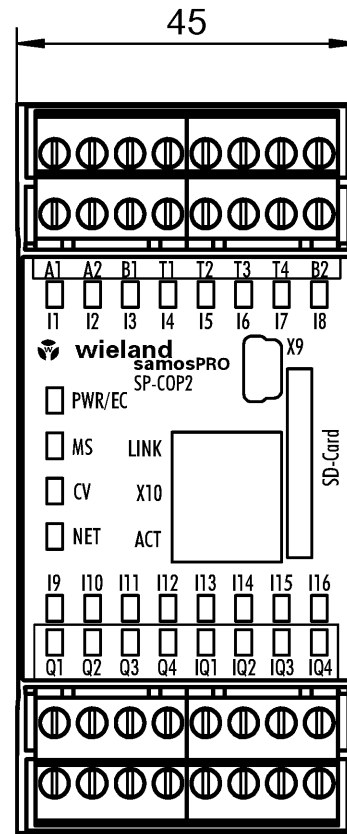 45
A1 A2 B1 T1 T2 T3 T4 B2
I1 I2 I3 I4 I5 I6 I7 I8
wieland
samosPRO
SP-COP2
X9
PWR/EC
MS
LINK
SD-Card
CV
X10
NET
ACT
I9 I10 I11 I12 I13 I14 I15 I16
Q1 Q2 Q3 Q4 IQ1 IQ2 IQ3 IQ4